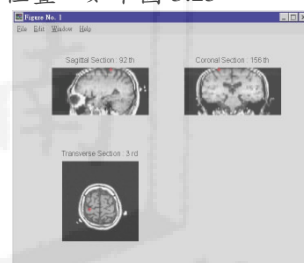 Figure No. 1
File Edit Window Help
Sagittal Section : 92 th
Coronal Section : 156 th
Transverse Section : 3 rd